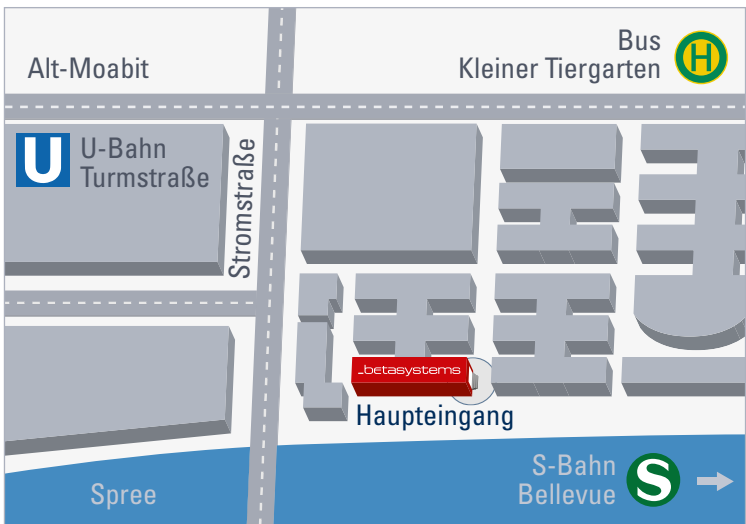 Bus
Kleiner Tiergarten
H
Alt-Moabit
U
U-Bahn
Turmstraße
Stromstraße
_betasystems
Haupteingang
S-Bahn
Bellevue
S
Spree